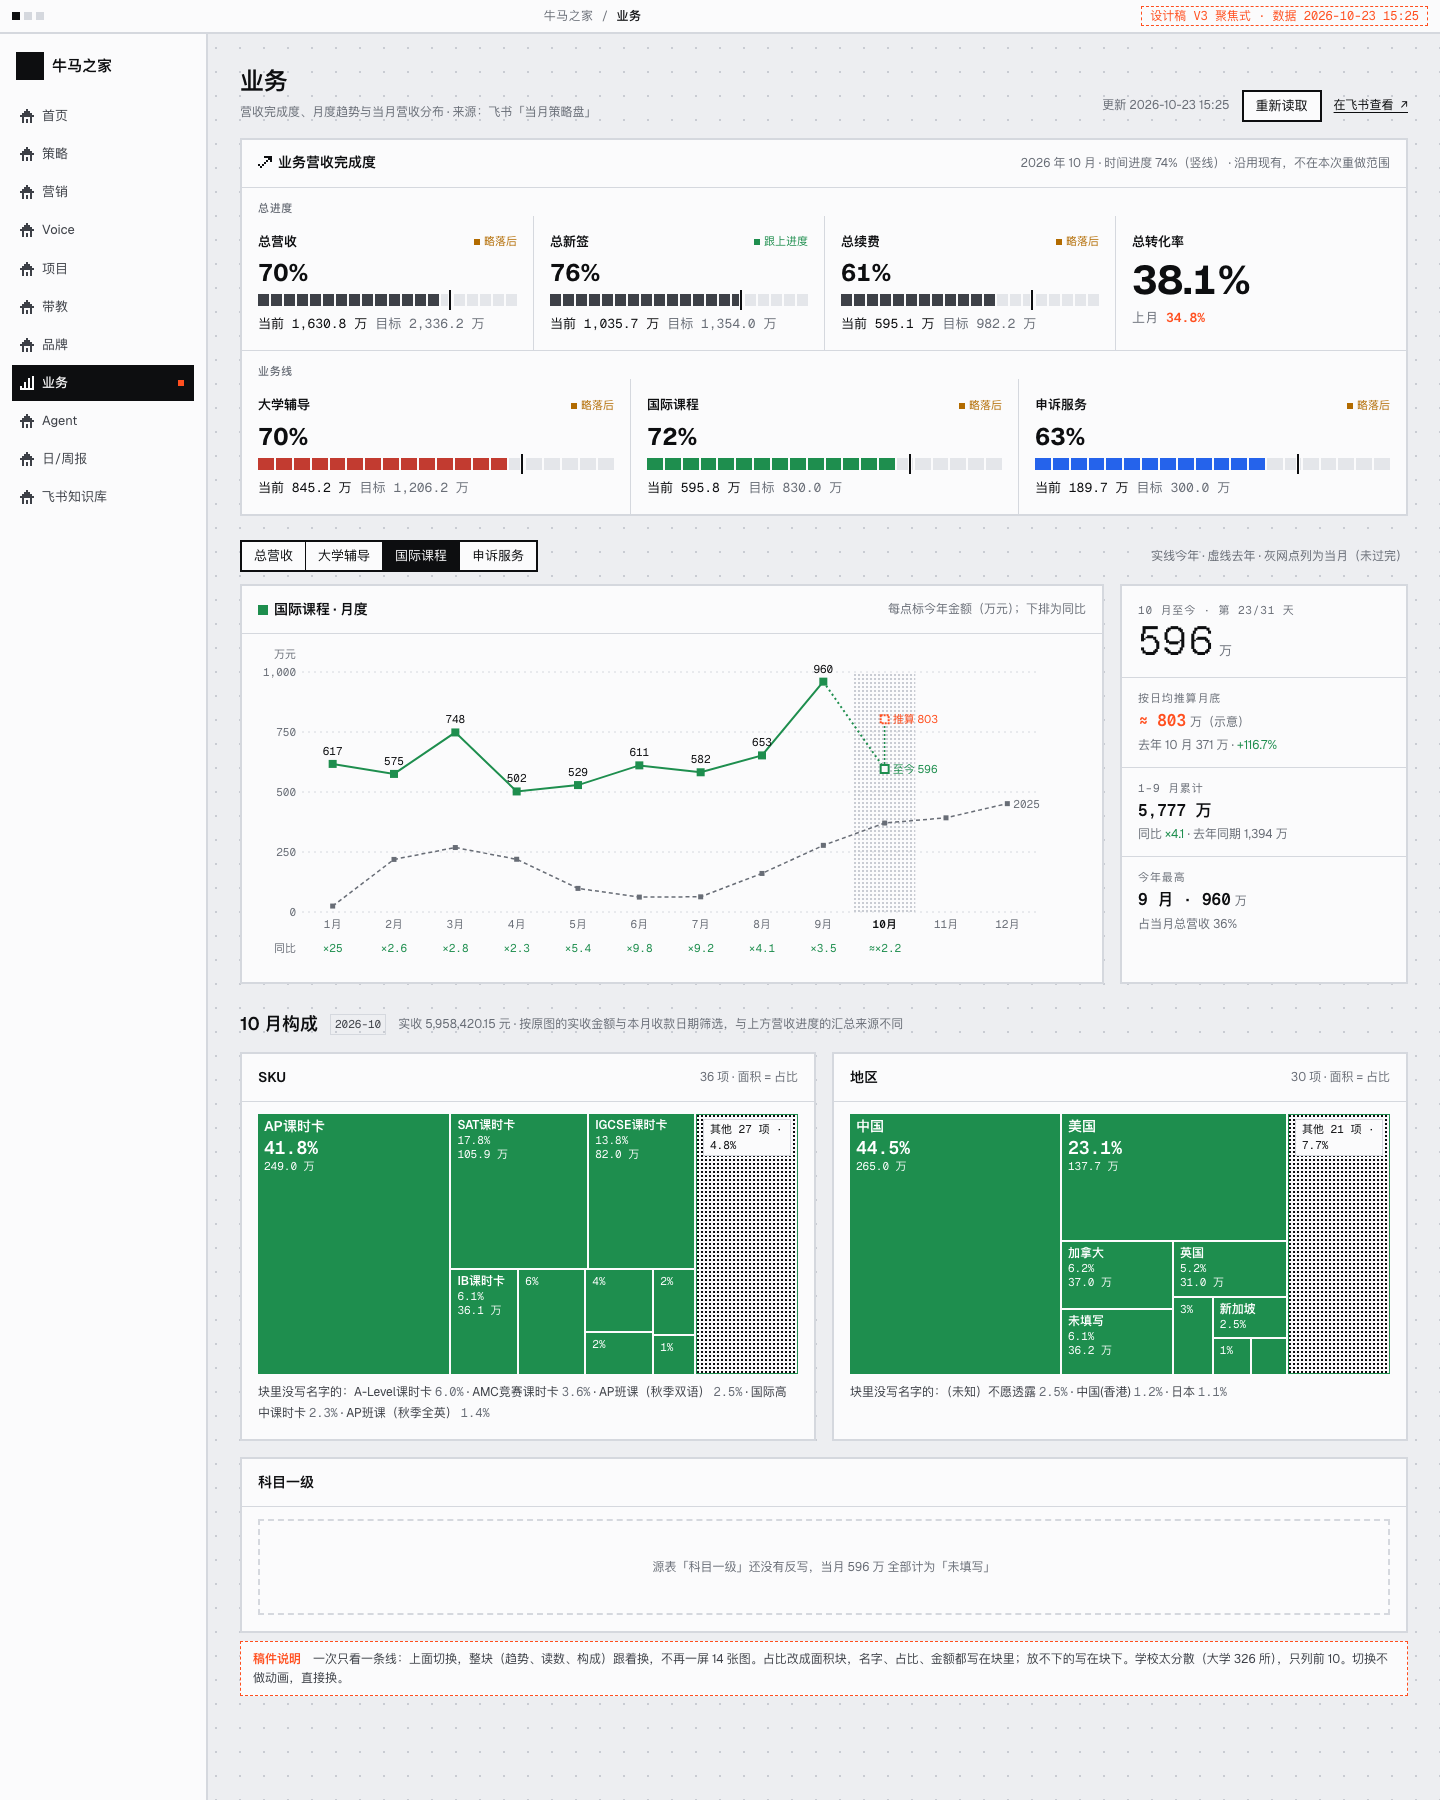 牛马之家 / 业务
设计稿 V3 聚焦式 · 数据 2026-10-23 15:25
牛马之家
首页
策略
营销
Voice
项目
带教
品牌
业务
Agent
日/周报
飞书知识库
业务
营收完成度、月度趋势与当月营收分布 · 来源：飞书「当月策略盘」
更新 2026-10-23 15:25
重新读取
在飞书查看 ↗
业务营收完成度
2026 年 10 月 · 时间进度 74%（竖线） · 沿用现有，不在本次重做范围
总进度
总营收
略落后
70%
当前 1,630.8 万 目标 2,336.2 万
总新签
跟上进度
76%
当前 1,035.7 万 目标 1,354.0 万
总续费
略落后
61%
当前 595.1 万 目标 982.2 万
总转化率
38.1%
上月 34.8%
业务线
大学辅导
略落后
70%
当前 845.2 万 目标 1,206.2 万
国际课程
略落后
72%
当前 595.8 万 目标 830.0 万
申诉服务
略落后
63%
当前 189.7 万 目标 300.0 万
总营收
大学辅导
国际课程
申诉服务
实线今年 · 虚线去年 · 灰网点列为当月（未过完）
国际课程 · 月度
每点标今年金额（万元）；下排为同比
万元
1,000
750
500
250
0
617
575
748
502
529
611
582
653
960
推算 803
至今 596
2025
1月
2月
3月
4月
5月
6月
7月
8月
9月
10月
11月
12月
同比
×25
×2.6
×2.8
×2.3
×5.4
×9.8
×9.2
×4.1
×3.5
≈×2.2
10 月至今 · 第 23/31 天
596 万
按日均推算月底
≈ 803 万（示意）
去年 10 月 371 万 · +116.7%
1-9 月累计
5,777 万
同比 ×4.1 · 去年同期 1,394 万
今年最高
9 月 · 960 万
占当月总营收 36%
10 月构成
2026-10
实收 5,958,420.15 元 · 按原图的实收金额与本月收款日期筛选，与上方营收进度的汇总来源不同
SKU
36 项 · 面积 = 占比
AP课时卡
41.8%
249.0 万
SAT课时卡
17.8%
105.9 万
IGCSE课时卡
13.8%
82.0 万
IB课时卡
6.1%
36.1 万
6%
4%
2%
2%
1%
其他 27 项 ·
4.8%
块里没写名字的：A-Level课时卡 6.0% · AMC竞赛课时卡 3.6% · AP班课（秋季双语） 2.5% · 国际高
中课时卡 2.3% · AP班课（秋季全英） 1.4%
地区
30 项 · 面积 = 占比
中国
44.5%
265.0 万
美国
23.1%
137.7 万
加拿大
6.2%
37.0 万
英国
5.2%
31.0 万
未填写
6.1%
36.2 万
3%
新加坡
2.5%
1%
其他 21 项 ·
7.7%
块里没写名字的：（未知）不愿透露 2.5% · 中国(香港) 1.2% · 日本 1.1%
科目一级
源表「科目一级」还没有反写，当月 596 万 全部计为「未填写」
稿件说明 一次只看一条线：上面切换，整块（趋势、读数、构成）跟着换，不再一屏 14 张图。占比改成面积块，名字、占比、金额都写在块里；放不下的写在块下。学校太分散（大学 326 所），只列前 10。切换不
做动画，直接换。